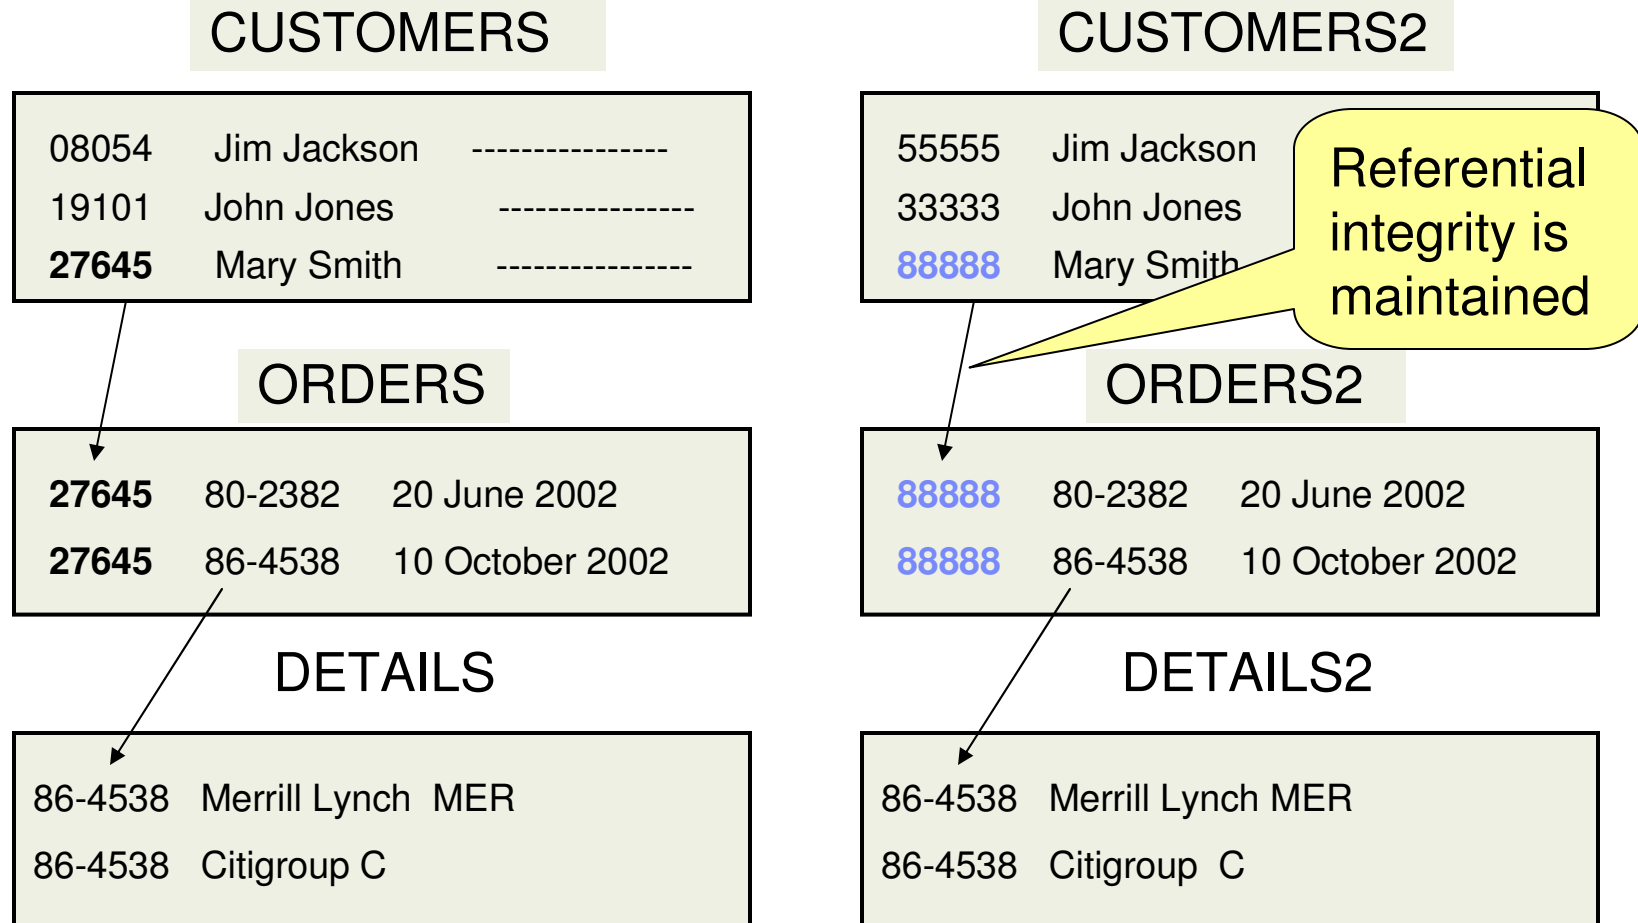 CUSTOMERS
08054 Jim Jackson ----------------
19101 John Jones ----------------
27645 Mary Smith ----------------
ORDERS
27645 80-2382 20 June 2002
27645 86-4538 10 October 2002
DETAILS
86-4538 Merrill Lynch MER
86-4538 Citigroup C
CUSTOMERS2
55555 Jim Jackson
33333 John Jones
88888 Mary Smith
Referential
integrity is
maintained
ORDERS2
88888 80-2382 20 June 2002
88888 86-4538 10 October 2002
DETAILS2
86-4538 Merrill Lynch MER
86-4538 Citigroup C